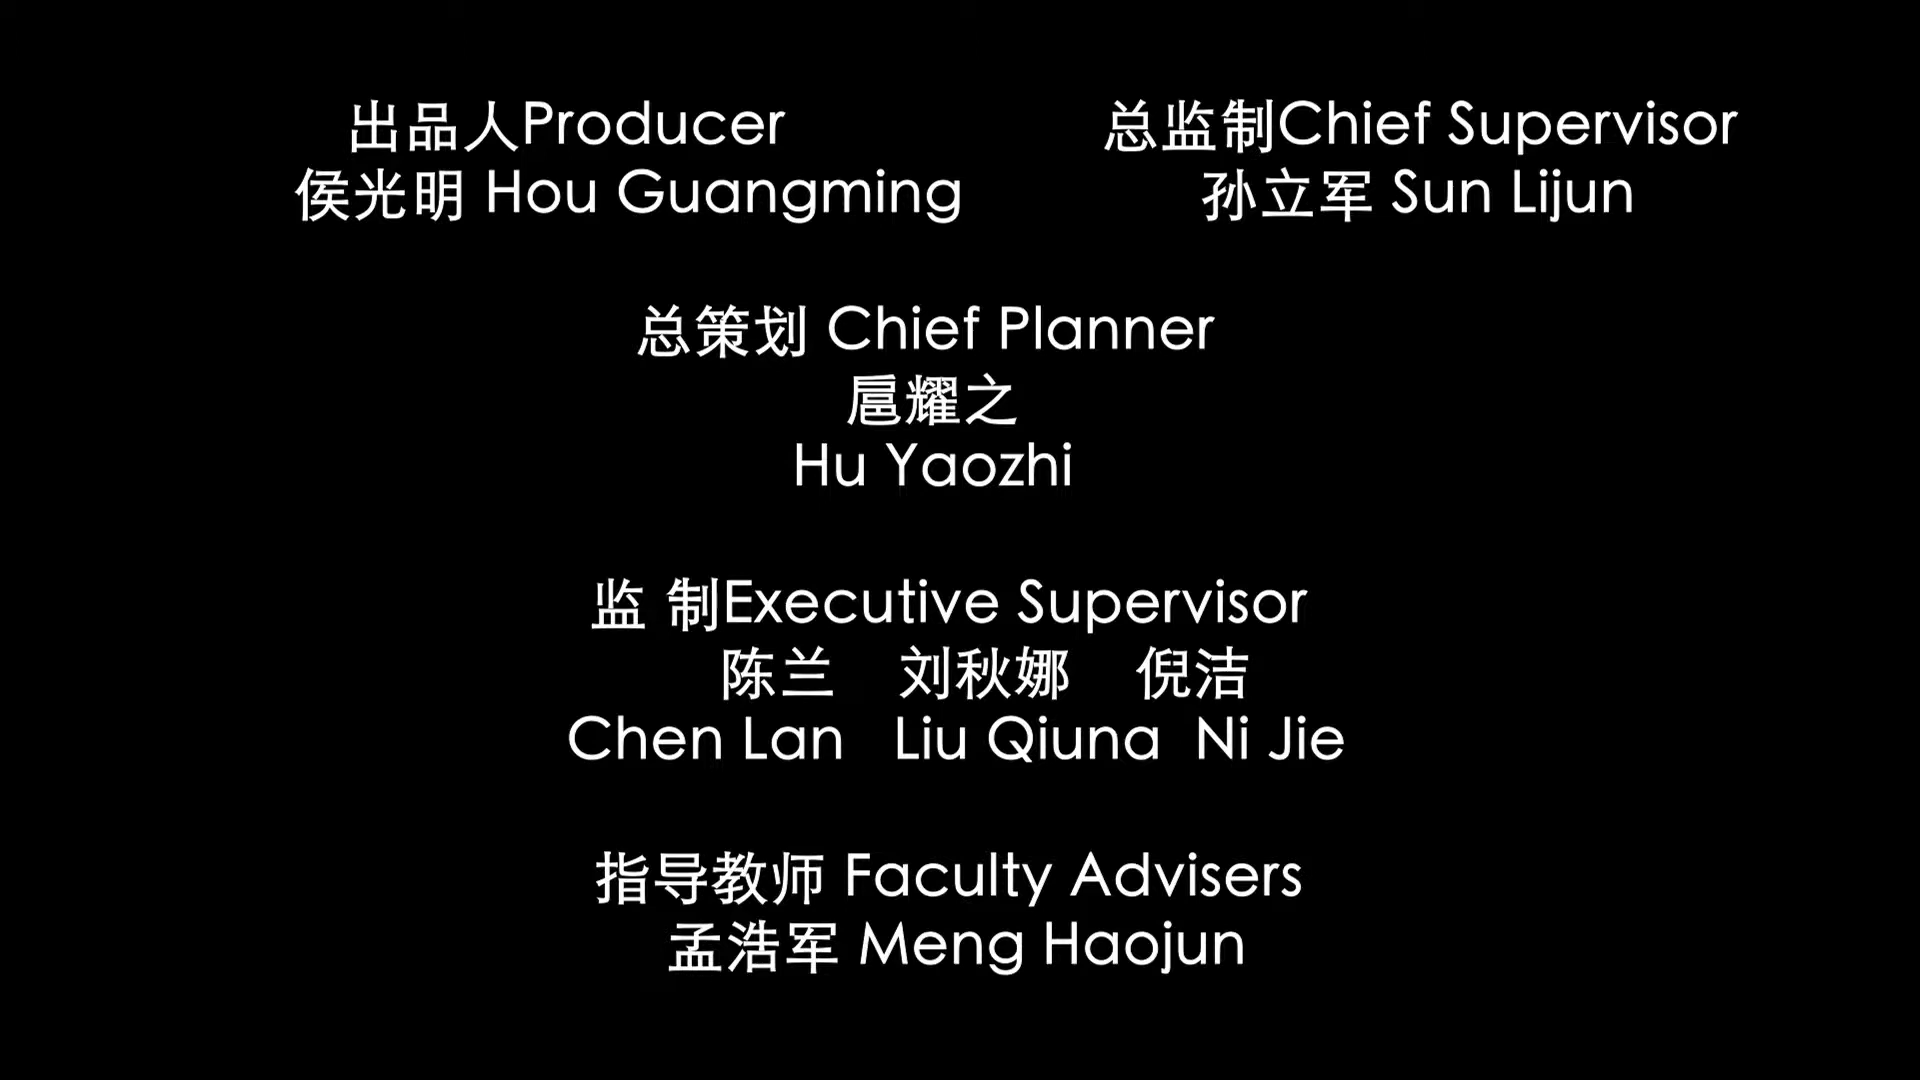 出品人Producer
侯光明 Hou Guangming
总监制Chief Supervisor
孙立军 Sun Lijun
总策划 Chief Planner
扈耀之
Hu Yaozhi
监 制Executive Supervisor
陈兰 刘秋娜 倪洁
Chen Lan Liu Qiuna Ni Jie
指导教师 Faculty Advisers
孟浩军 Meng Haojun